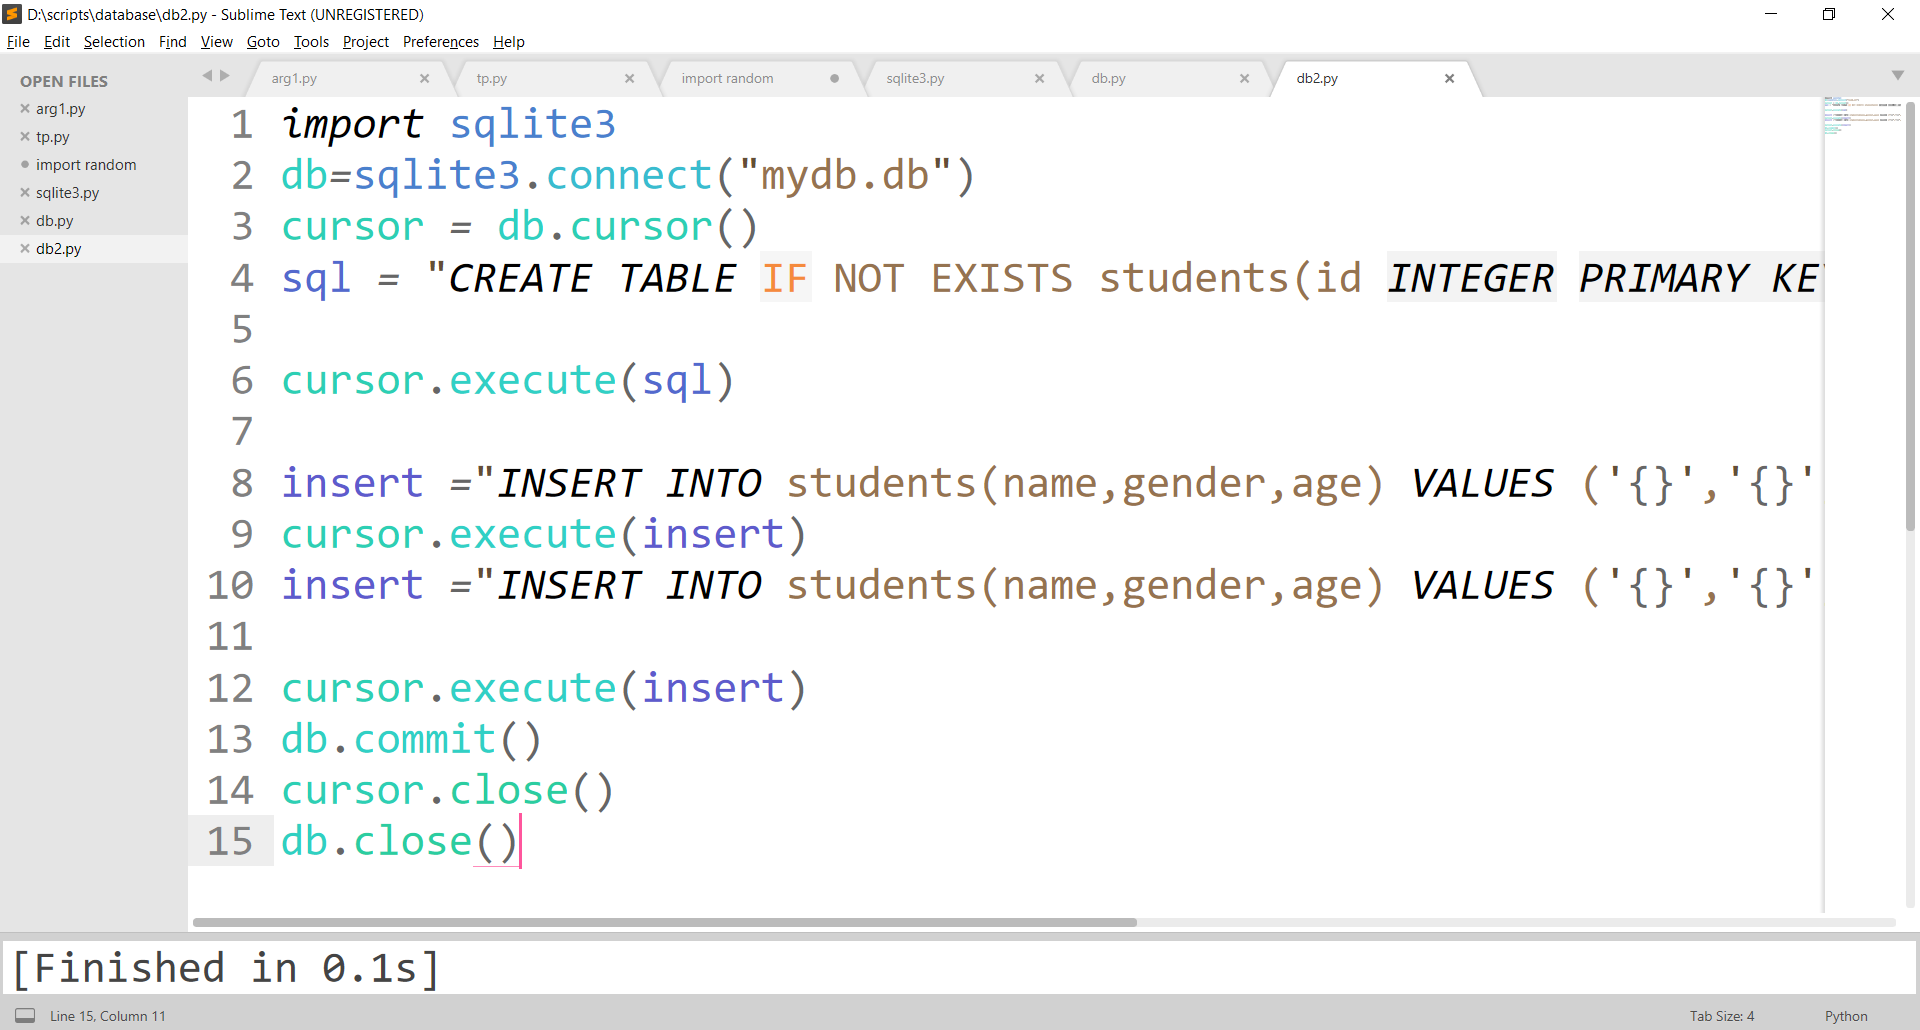 D:\scripts\database\db2.py - Sublime Text (UNREGISTERED)
File Edit Selection Find View Goto Tools Project Preferences Help
OPEN FILES
arg1.py
tp.py
import random
sqlite3.py
db.py
db2.py
arg1.py tp.py import random sqlite3.py db.py db2.py
1 import sqlite3
2 db=sqlite3.connect("mydb.db")
3 cursor = db.cursor()
4 sql = "CREATE TABLE IF NOT EXISTS students(id INTEGER PRIMARY KEY
5
6 cursor.execute(sql)
7
8 insert ="INSERT INTO students(name,gender,age) VALUES ('{}','{}'
9 cursor.execute(insert)
10 insert ="INSERT INTO students(name,gender,age) VALUES ('{}','{}'
11
12 cursor.execute(insert)
13 db.commit()
14 cursor.close()
15 db.close()
[Finished in 0.1s]
Line 15, Column 11 Tab Size: 4 Python